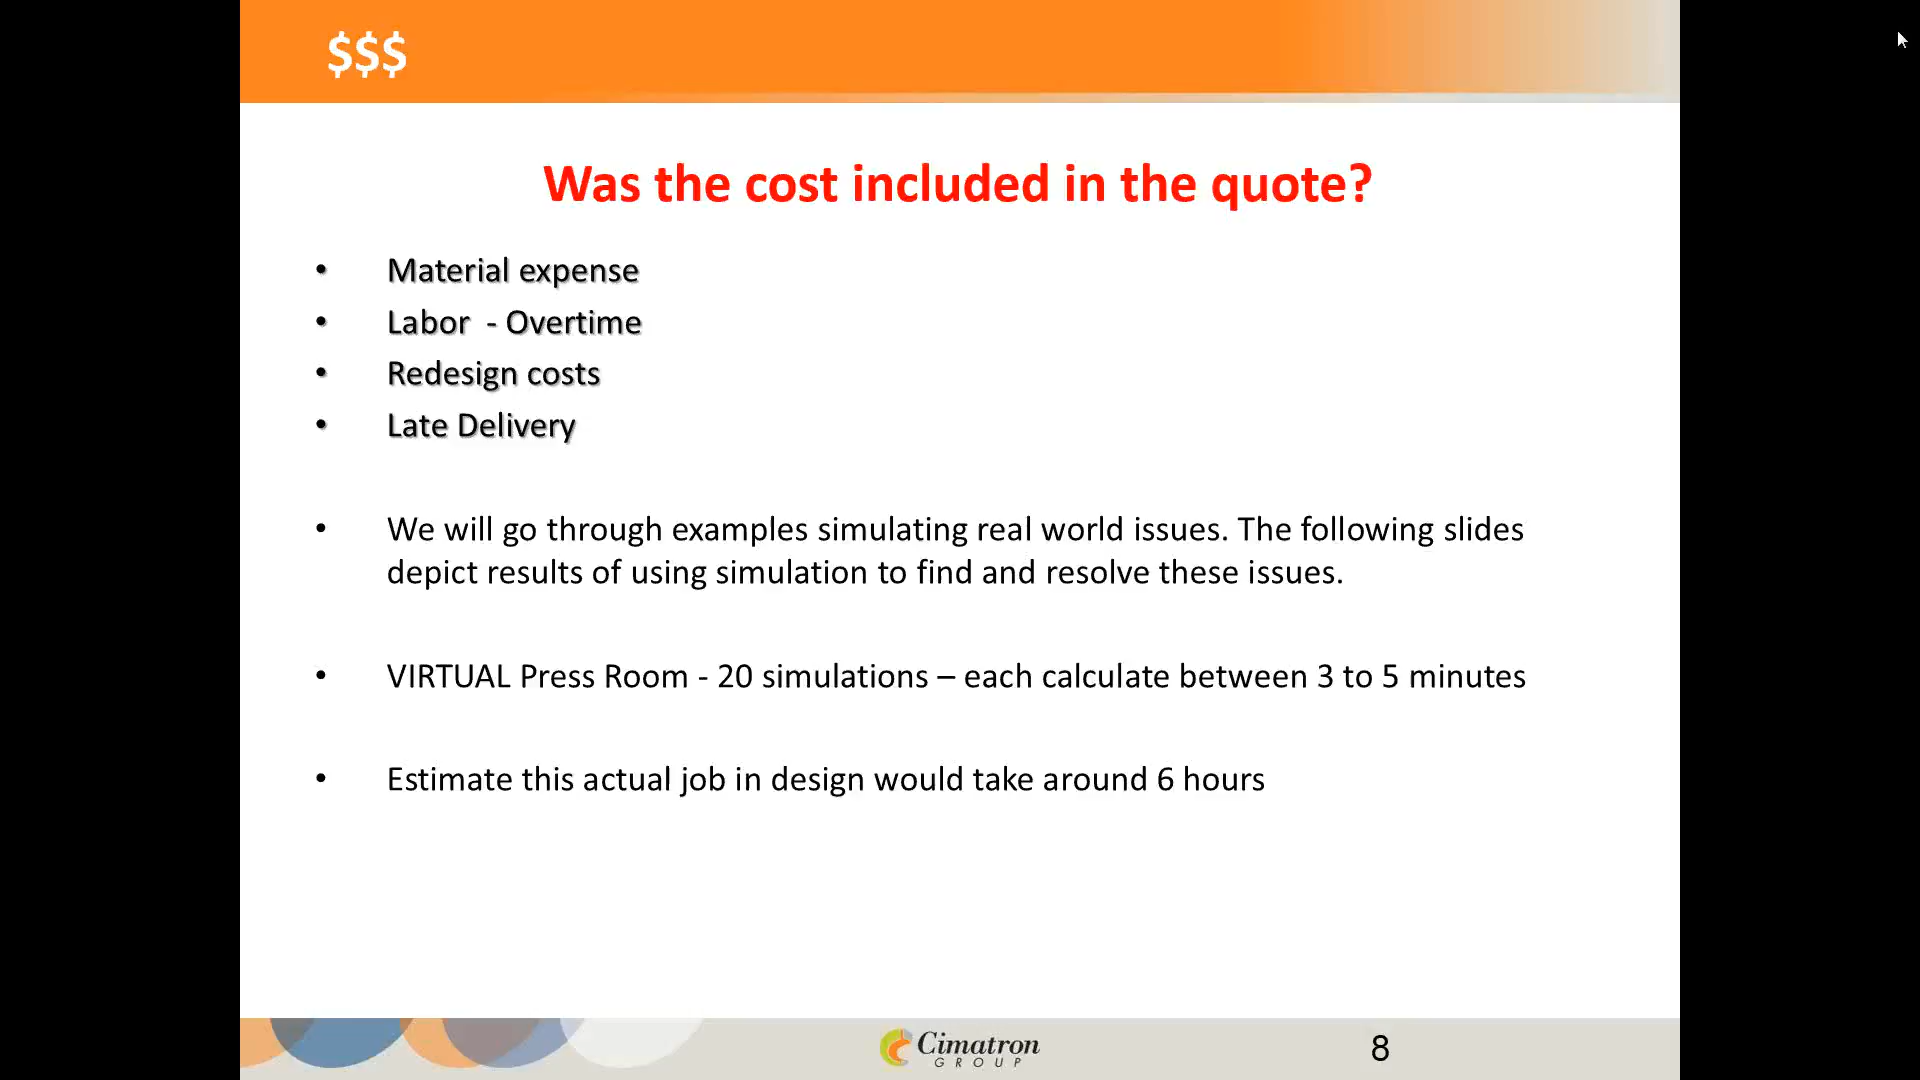 $$$
Was the cost included in the quote?
• Material expense
• Labor  - Overtime
• Redesign costs
• Late Delivery
• We will go through examples simulating real world issues. The following slides
depict results of using simulation to find and resolve these issues.
• VIRTUAL Press Room - 20 simulations – each calculate between 3 to 5 minutes
• Estimate this actual job in design would take around 6 hours
Cimatron
GROUP
8